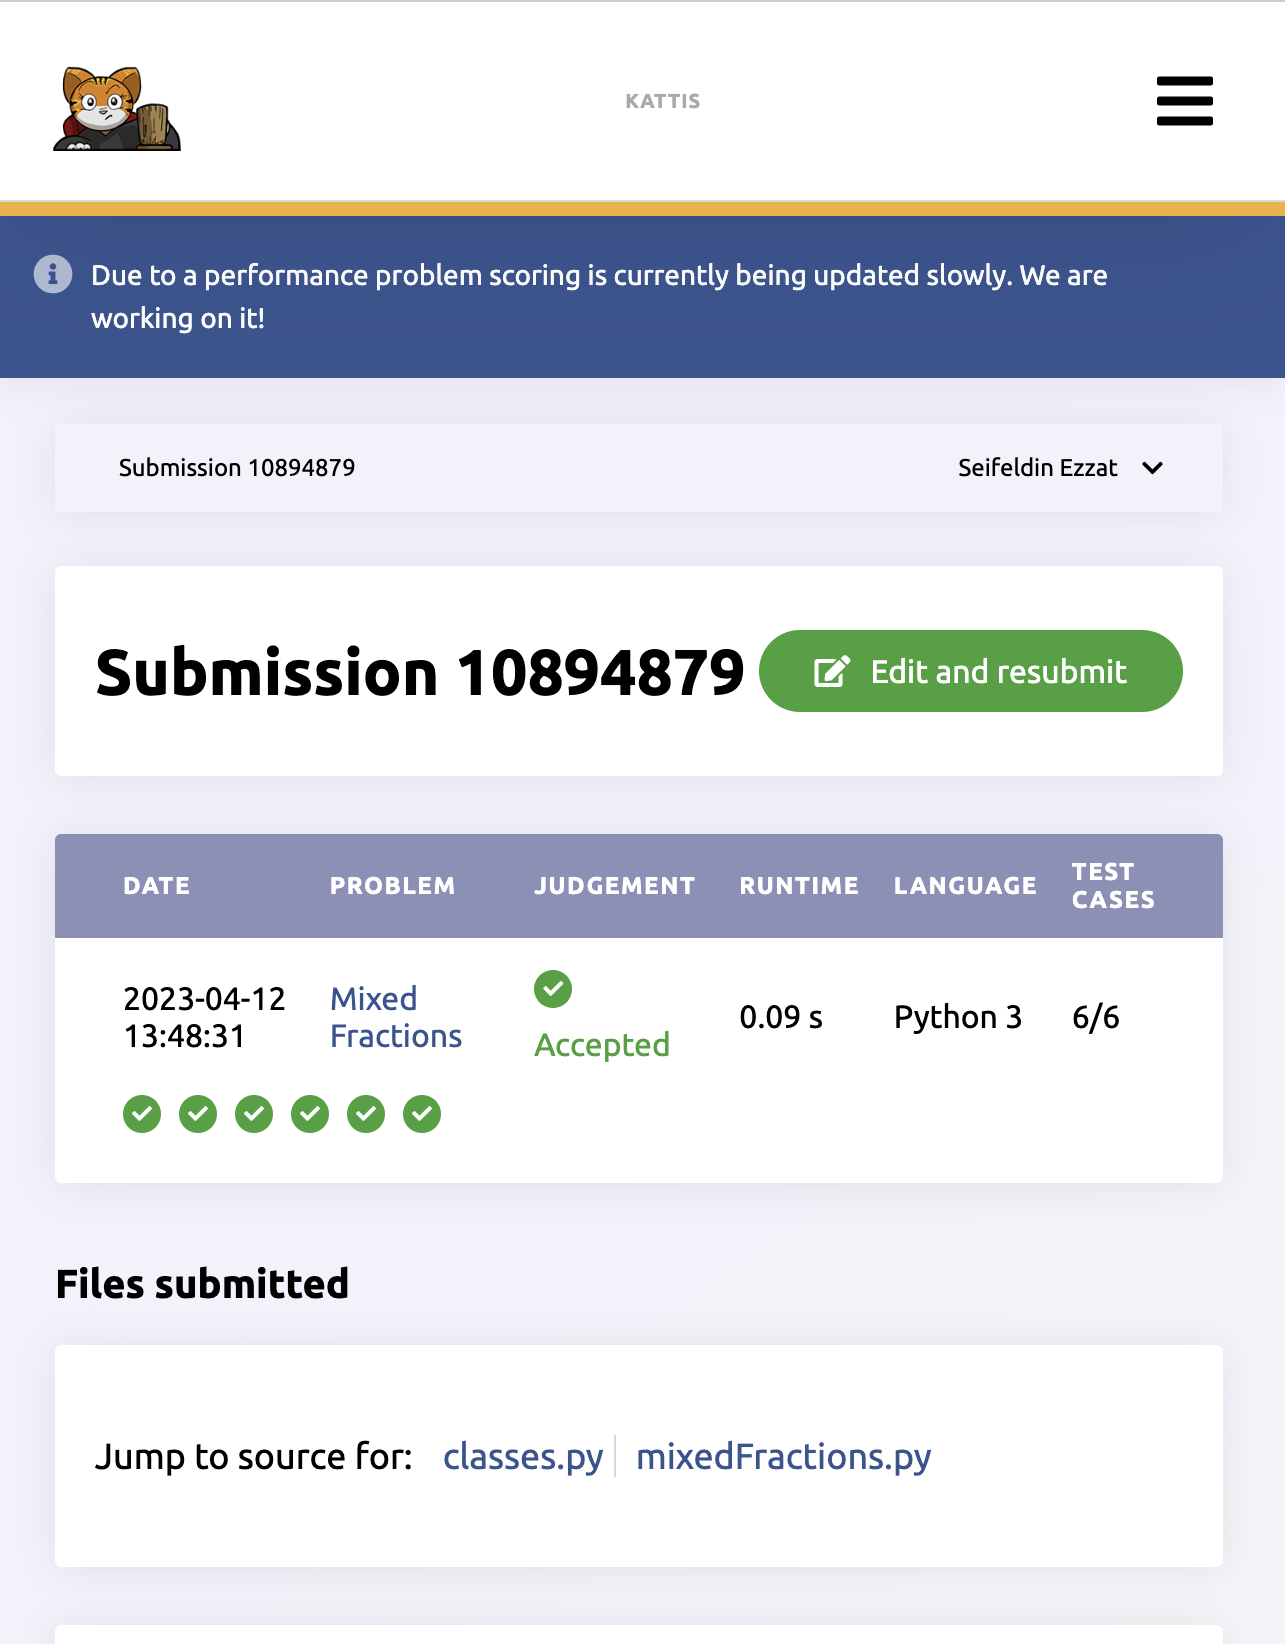 KATTIS
Due to a performance problem scoring is currently being updated slowly. We are
working on it!
Submission 10894879
Seifeldin Ezzat
Submission 10894879
Edit and resubmit
DATE PROBLEM JUDGEMENT RUNTIME LANGUAGE TEST
CASES
2023-04-12
13:48:31
Mixed
Fractions
Accepted
0.09 s
Python 3
6/6
Files submitted
Jump to source for: classes.py mixedFractions.py